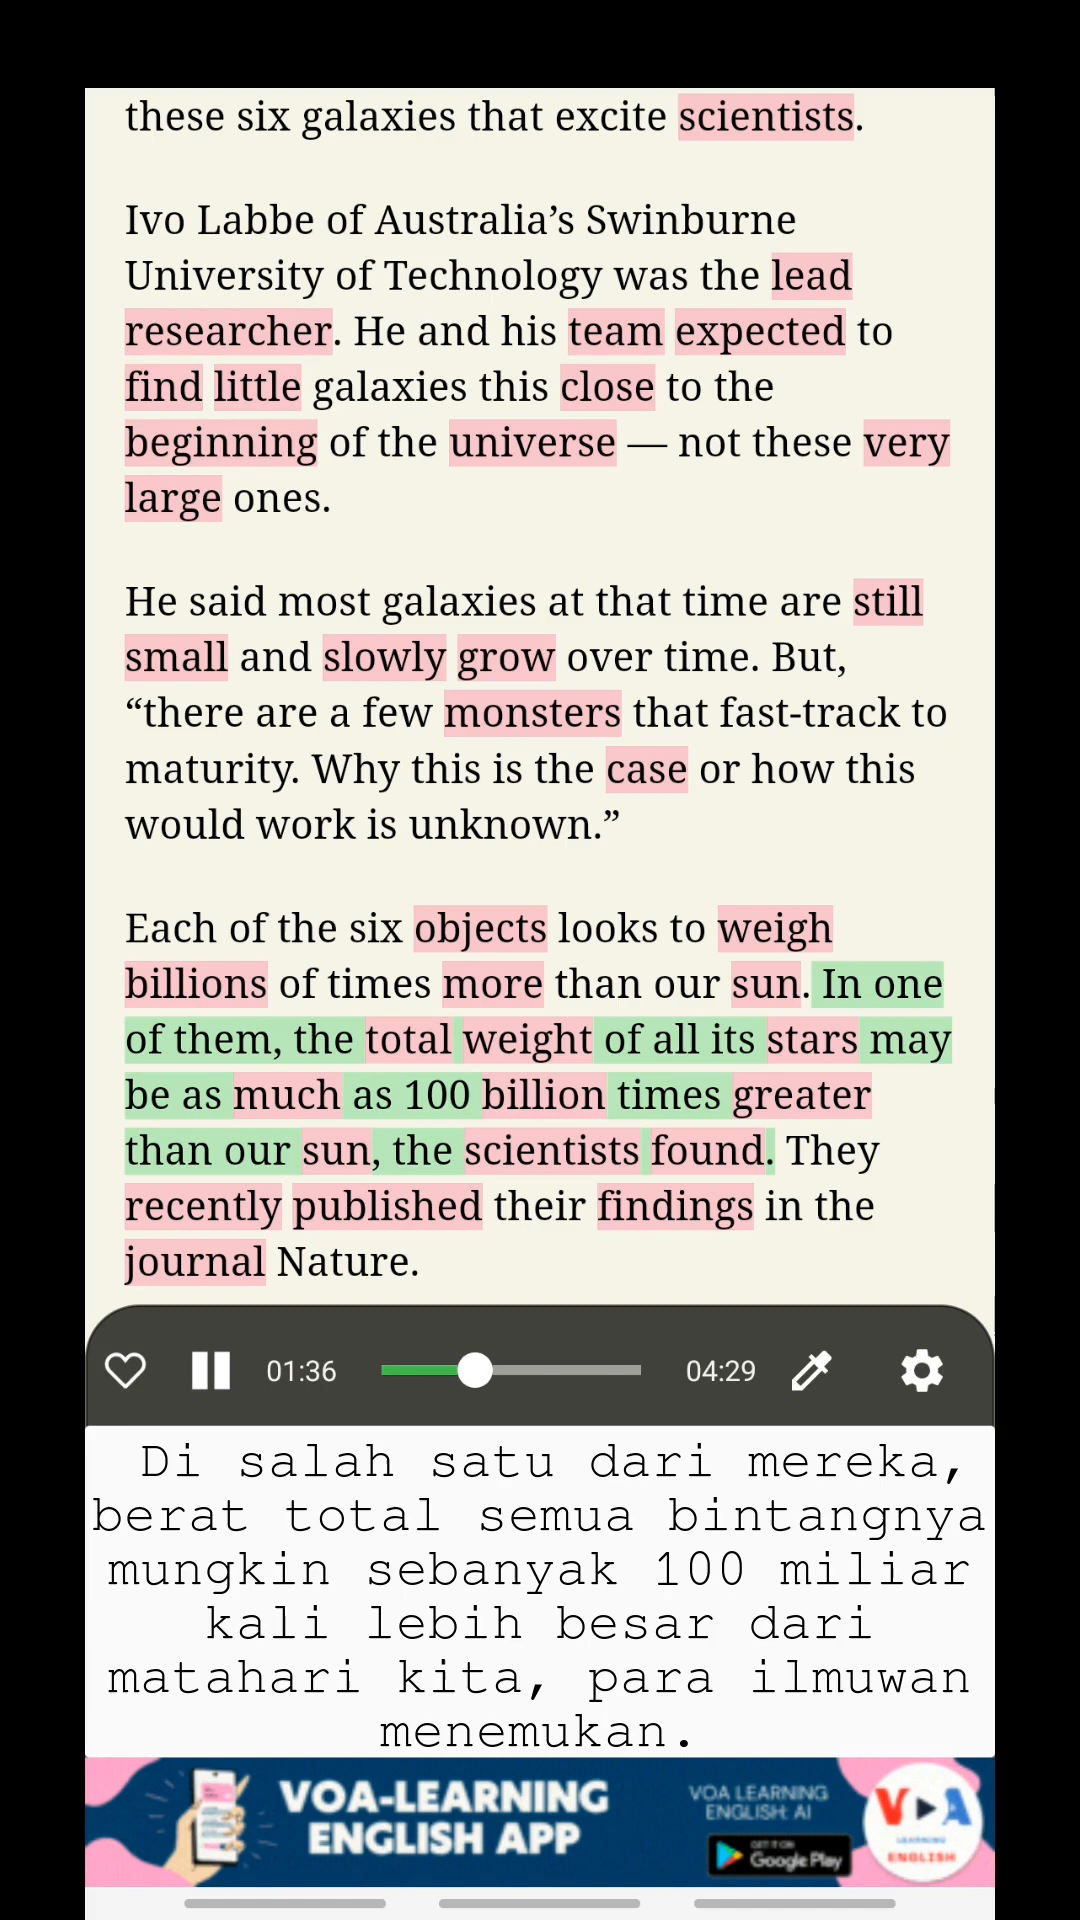 these six galaxies that excite scientists.
Ivo Labbe of Australia’s Swinburne
University of Technology was the lead
researcher. He and his team expected to
find little galaxies this close to the
beginning of the universe — not these very
large ones.
He said most galaxies at that time are still
small and slowly grow over time. But,
“there are a few monsters that fast-track to
maturity. Why this is the case or how this
would work is unknown.”
Each of the six objects looks to weigh
billions of times more than our sun. In one
of them, the total weight of all its stars may
be as much as 100 billion times greater
than our sun, the scientists found. They
recently published their findings in the
journal Nature.
01:36 04:29
Di salah satu dari mereka,
berat total semua bintangnya
mungkin sebanyak 100 miliar
kali lebih besar dari
matahari kita, para ilmuwan
menemukan.
VOA-LEARNING
ENGLISH APP
VOA LEARNING
ENGLISH: AI
GET IT ON
Google Play
VOA
LEARNING
ENGLISH